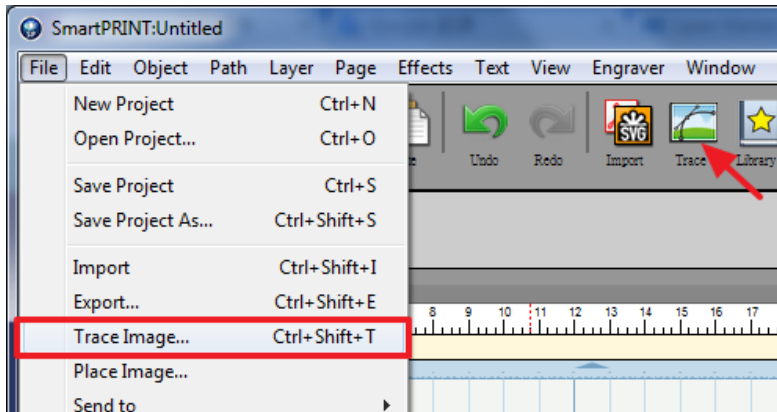 SmartPRINT:Untitled
File Edit Object Path Layer Page Effects Text View Engraver Window
New Project Ctrl+N
Open Project... Ctrl+O
Save Project Ctrl+S
Save Project As... Ctrl+Shift+S
Import Ctrl+Shift+I
Export... Ctrl+Shift+E
Trace Image... Ctrl+Shift+T
Place Image...
Send to
SVG
Undo Redo Import Trace Library
8 9 10 11 12 13 14 15 16 17